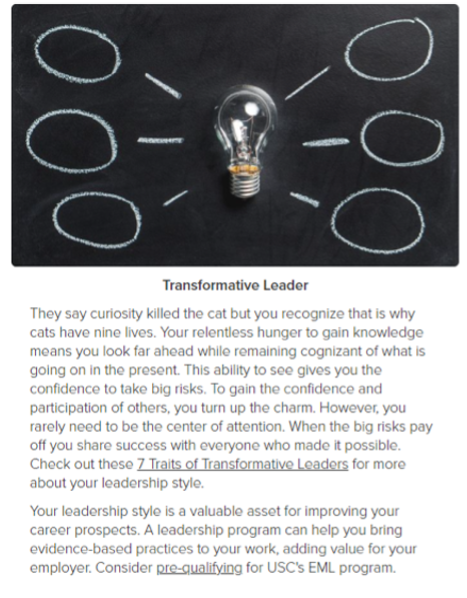 Transformative Leader
They say curiosity killed the cat but you recognize that is why
cats have nine lives. Your relentless hunger to gain knowledge
means you look far ahead while remaining cognizant of what is
going on in the present. This ability to see gives you the
confidence to take big risks. To gain the confidence and
participation of others, you turn up the charm. However, you
rarely need to be the center of attention. When the big risks pay
off you share success with everyone who made it possible.
Check out these 7 Traits of Transformative Leaders for more
about your leadership style.
Your leadership style is a valuable asset for improving your
career prospects. A leadership program can help you bring
evidence-based practices to your work, adding value for your
employer. Consider pre-qualifying for USC's EML program.